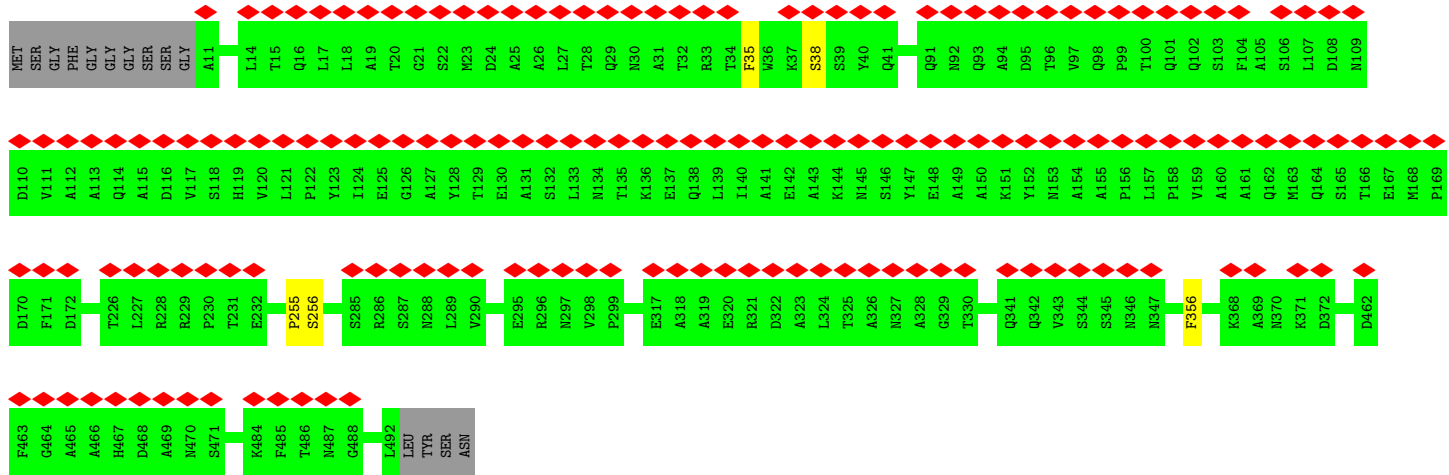 MET SER GLY PHE GLY GLY GLY SER SER GLY A11 L14 T15 Q16 L17 L18 A19 T20 G21 S22 M23 D24 A25 A26 L27 T28 Q29 N30 A31 T32 R33 T34 F35 W36 K37 S38 S39 Y40 Q41 Q91 N92 Q93 A94 D95 T96 V97 Q98 P99 T100 Q101 Q102 S103 F104 A105 S106 L107 D108 N109
D110 V111 A112 A113 Q114 A115 D116 V117 S118 H119 V120 L121 P122 Y123 I124 E125 G126 A127 Y128 T129 E130 A131 S132 L133 N134 T135 K136 E137 Q138 L139 I140 A141 E142 A143 K144 N145 S146 Y147 E148 A149 A150 K151 Y152 N153 A154 A155 P156 L157 P158 V159 A160 A161 Q162 M163 Q164 S165 T166 E167 M168 P169
D170 F171 D172 T226 L227 R228 R229 P230 T231 E232 P255 S256 S285 R286 S287 N288 L289 V290 E295 R296 N297 V298 P299 E317 A318 A319 E320 R321 D322 A323 L324 T325 A326 N327 A328 G329 T330 Q341 Q342 V343 S344 S345 N346 N347 F356 K368 A369 N370 K371 D372 D462
F463 G464 A465 A466 H467 D468 A469 N470 S471 K484 F485 T486 N487 G488 L492 LEU TYR SER ASN